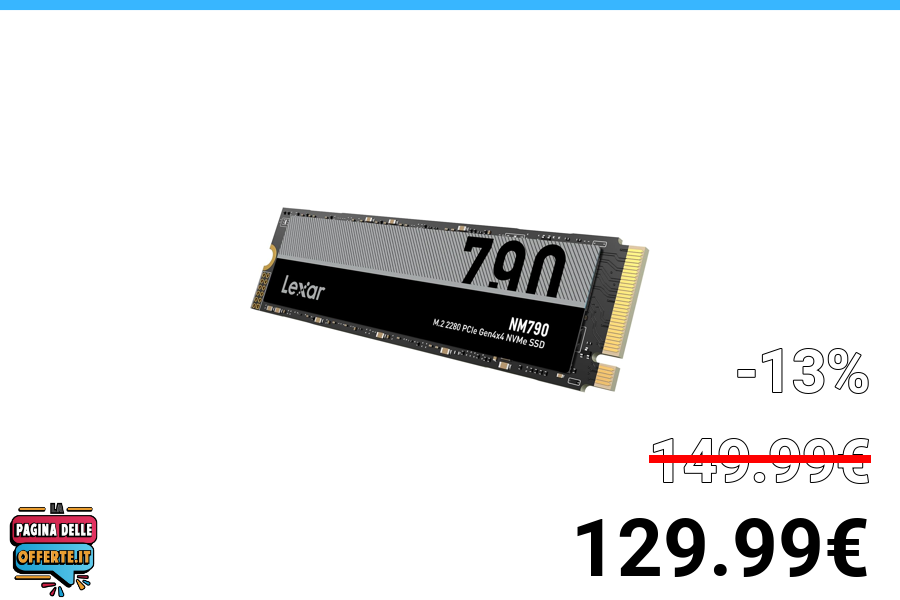 790
Lexar
NM790
M.2 2280 PCIe Gen4x4 NVMe SSD
-13%
149.99€
129.99€
LA
PAGINA DELLE
OFFERTE.IT